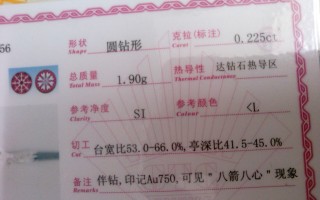 56
形状 Shape 圆钻形 克拉(标注) Carat 0.225ct
总质量 Total Mass 1.90g 热导性 Thermal Conductance 达钻石热导区
参考净度 Clarity SI 参考颜色 Colour <L
切工 Cut 台宽比53.0-66.0%,亭深比41.5-45.0%
备注 Remarks 伴钻,印记Au750,可见"八箭八心"现象